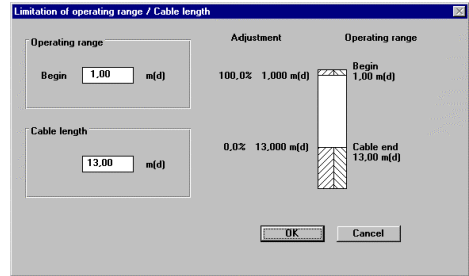 Limitation of operating range / Cable length
Operating range
Begin 1,00 m(d)
Cable length
13,00 m(d)
Adjustment Operating range
100,0% 1,000 m(d) Begin
1,00 m(d)
0,0% 13,000 m(d) Cable end
13,00 m(d)
OK Cancel